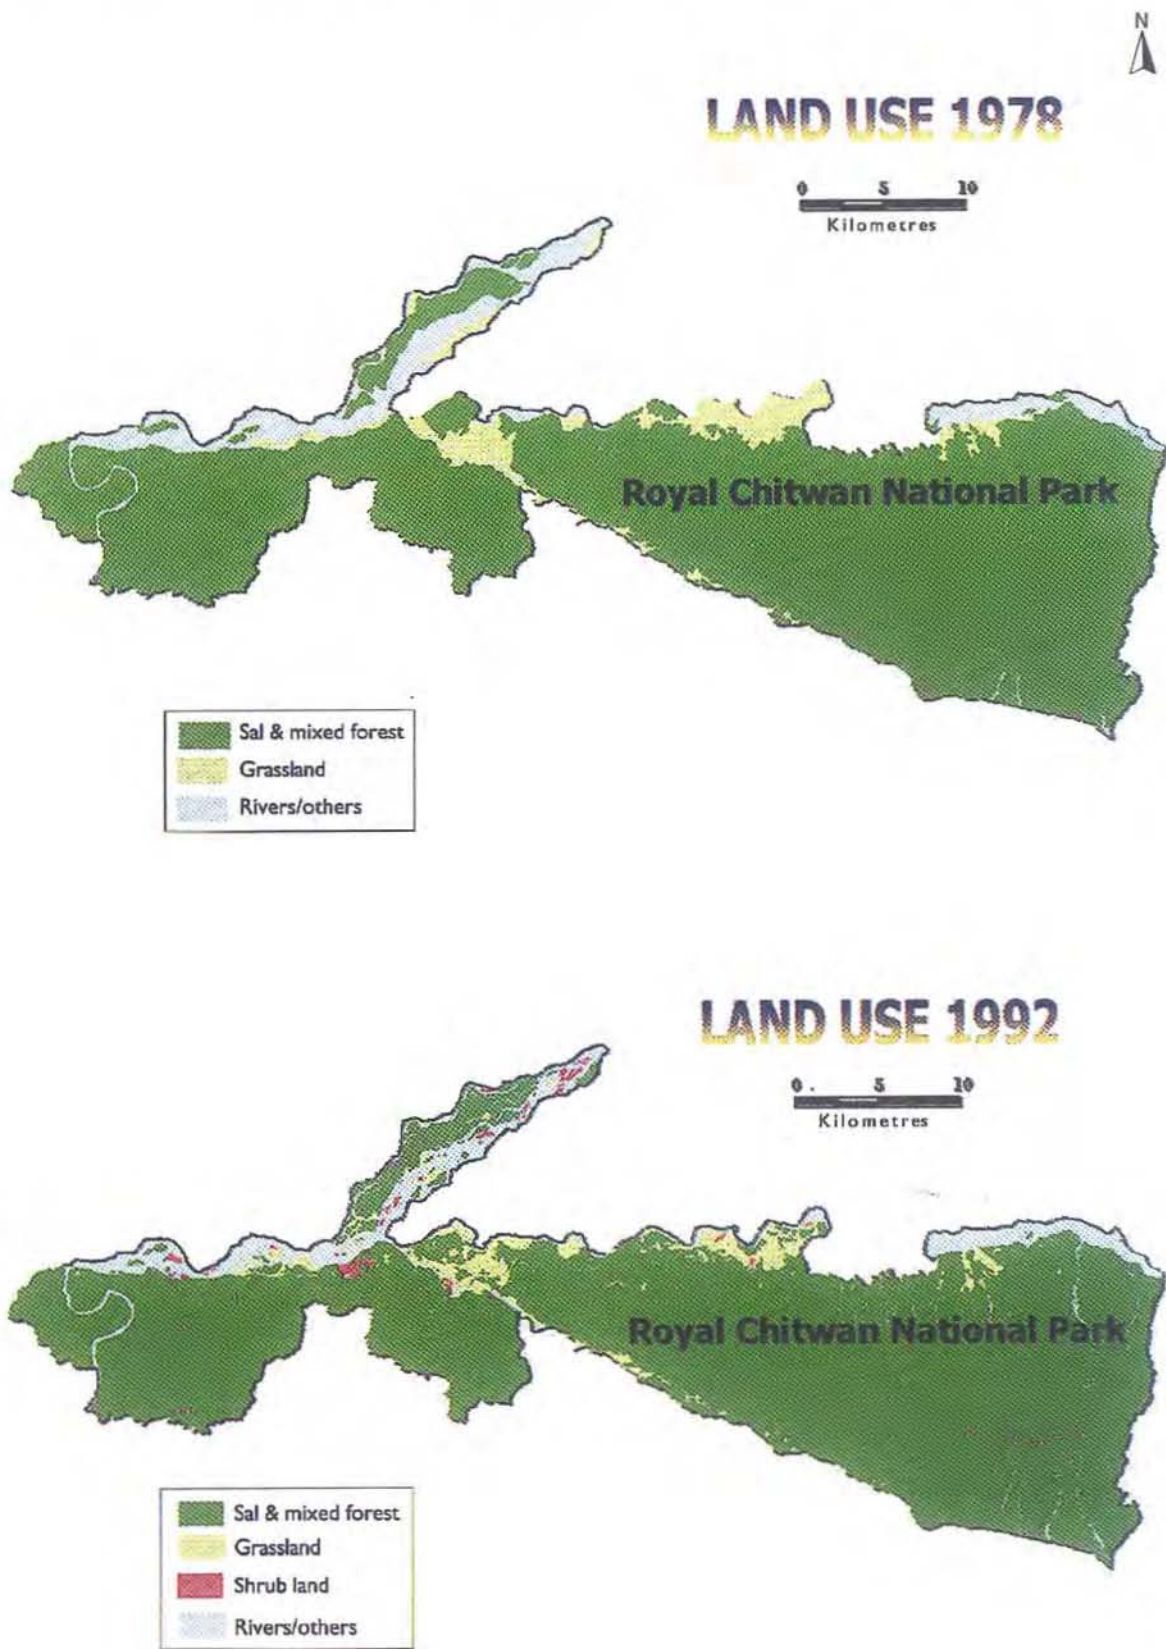 N
LAND USE 1978
0 5 10
Kilometres
Royal Chitwan National Park
Sal & mixed forest
Grassland
Rivers/others
LAND USE 1992
0 5 10
Kilometres
Royal Chitwan National Park
Sal & mixed forest
Grassland
Shrub land
Rivers/others